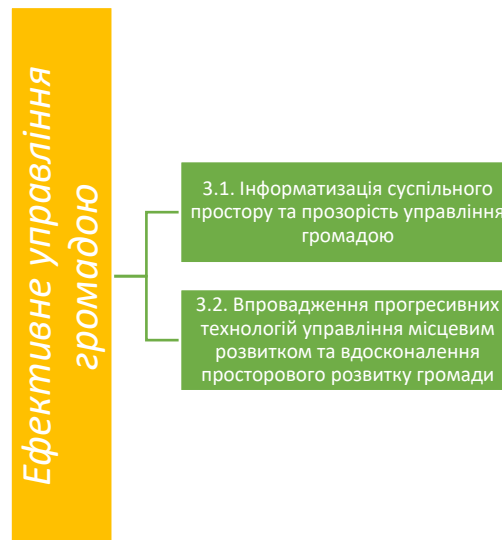 Ефективне управління
громадою
3.1. Інформатизація суспільного
простору та прозорість управління
громадою
3.2. Впровадження прогресивних
технологій управління місцевим
розвитком та вдосконалення
просторового розвитку громади